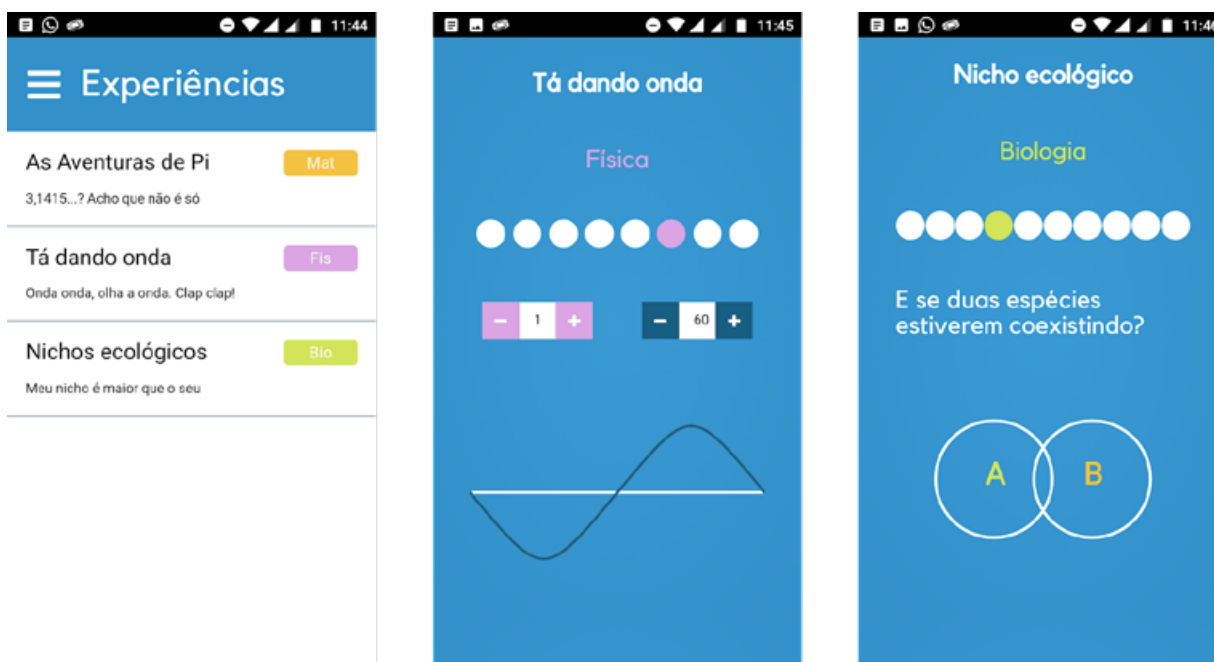 11:44
Experiências
As Aventuras de Pi
Mat
3,1415...? Acho que não é só
Tá dando onda
Fis
Onda onda, olha a onda. Clap clap!
Nichos ecológicos
Bio
Meu nicho é maior que o seu
11:45
Tá dando onda
Física
− 1 +
− 60 +
11:46
Nicho ecológico
Biologia
E se duas espécies
estiverem coexistindo?
A B